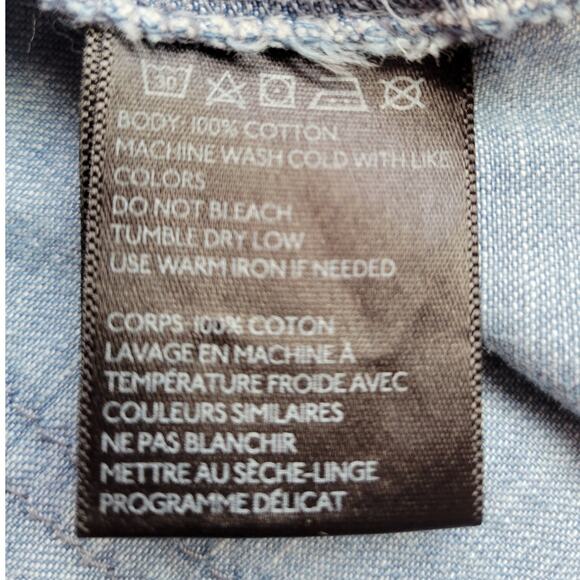 30
BODY 100% COTTON
MACHINE WASH COLD WITH LIKE
COLORS
DO NOT BLEACH
TUMBLE DRY LOW
USE WARM IRON IF NEEDED
CORPS 100% COTON
LAVAGE EN MACHINE À
TEMPÉRATURE FROIDE AVEC
COULEURS SIMILAIRES
NE PAS BLANCHIR
METTRE AU SÈCHE-LINGE
PROGRAMME DÉLICAT